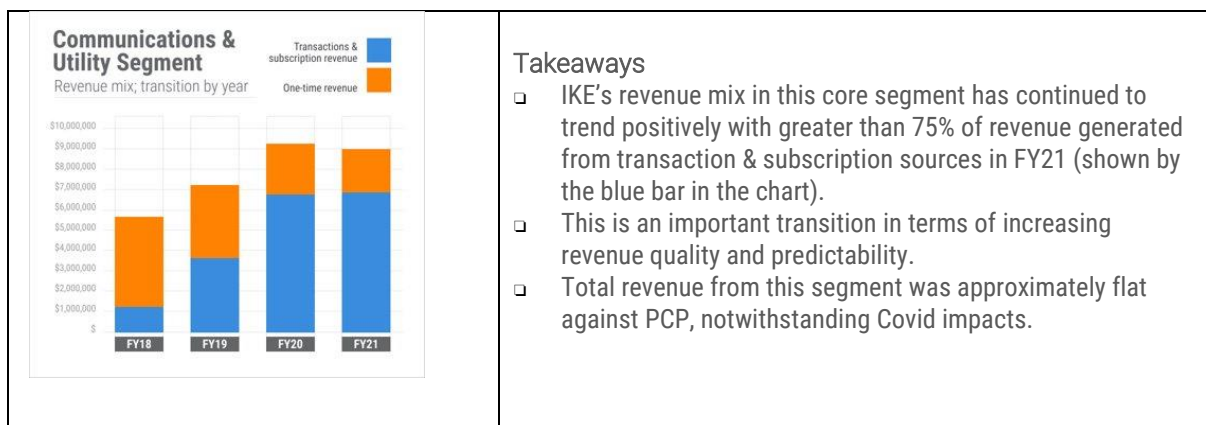 Communications &
Utility Segment
Revenue mix; transition by year
Transactions &
subscription revenue
One-time revenue
$10,000,000
$9,000,000
$7,000,000
$6,000,000
$5,000,000
$4,000,000
$3,000,000
$2,000,000
$1,000,000
$
FY18
FY19
FY20
FY21
Takeaways
IKE's revenue mix in this core segment has continued to
trend positively with greater than 75% of revenue generated
from transaction & subscription sources in FY21 (shown by
the blue bar in the chart).
This is an important transition in terms of increasing
revenue quality and predictability.
Total revenue from this segment was approximately flat
against PCP, notwithstanding Covid impacts.